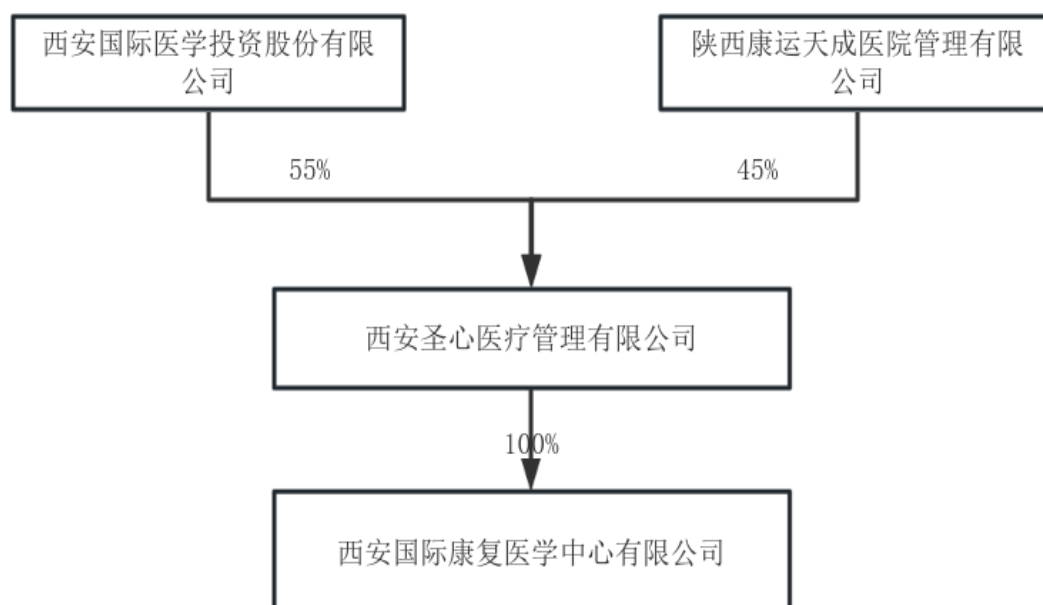 西安国际医学投资股份有限
公司
陕西康运天成医院管理有限
公司
55%
45%
西安圣心医疗管理有限公司
100%
西安国际康复医学中心有限公司